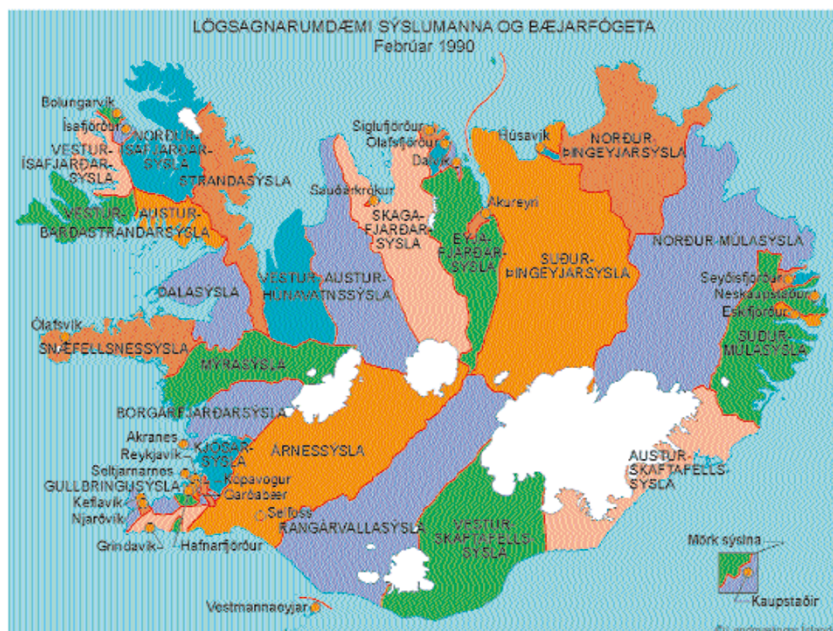 LÖGSAGNARUMDÆMI SÝSLUMANNA OG BÆJARFÓGETA
Febrúar 1990
Bolungarvík
Ísafjörður
NORÐUR-
ÍSAFJARÐAR-
SÝSLA
VESTUR-
ÍSAFJARÐAR-
SÝSLA
STRANDASÝSLA
VESTUR-
AUSTUR-
BARÐASTRANDARSÝSLA
Siglufjörður
Ólafsfjörður
Dalvík
Húsavík
NORÐUR-
ÞINGEYJARSÝSLA
Sauðárkrókur
SKAGA-
FJARÐAR-
SÝSLA
Akureyri
EYJA-
FJARÐAR-
SÝSLA
SUÐUR-
ÞINGEYJARSÝSLA
NORÐUR-MÚLASÝSLA
Seyðisfjörður
Neskaupstaður
Eskifjörður
SUÐUR-
MÚLASÝSLA
DALASÝSLA
VESTUR-
AUSTUR-
HÚNAVATNSSÝSLA
Ólafsvík
SNÆFELLSNESSÝSLA
MÝRASÝSLA
BORGARFJARÐARSÝSLA
Akranes
Reykjavík
KJÓSAR-
SÝSLA
Seltjarnarnes
Kópavogur
GULLBRINGUSÝSLA
Garðabær
Keflavík
Njarðvík
Grindavík
Hafnarfjörður
ÁRNESSÝSLA
Selfoss
RANGÁRVALLASÝSLA
VESTUR
SKAFTAFELLS
SÝSLA
AUSTUR-
SKAFTAFELLS-
SÝSLA
Vestmannaeyjar
Mörk sýslna
Kaupstaðir